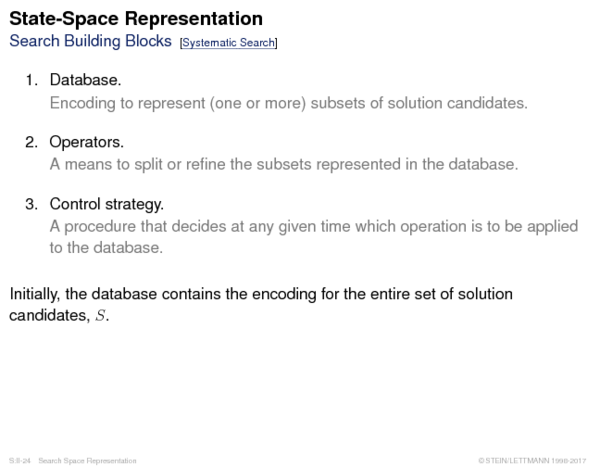 State-Space Representation
Search Building Blocks [Systematic Search]
1. Database.
Encoding to represent (one or more) subsets of solution candidates.
2. Operators.
A means to split or refine the subsets represented in the database.
3. Control strategy.
A procedure that decides at any given time which operation is to be applied
to the database.
Initially, the database contains the encoding for the entire set of solution
candidates, S.
S:II-24 Search Space Representation
© STEIN/LETTMANN 1998-2017